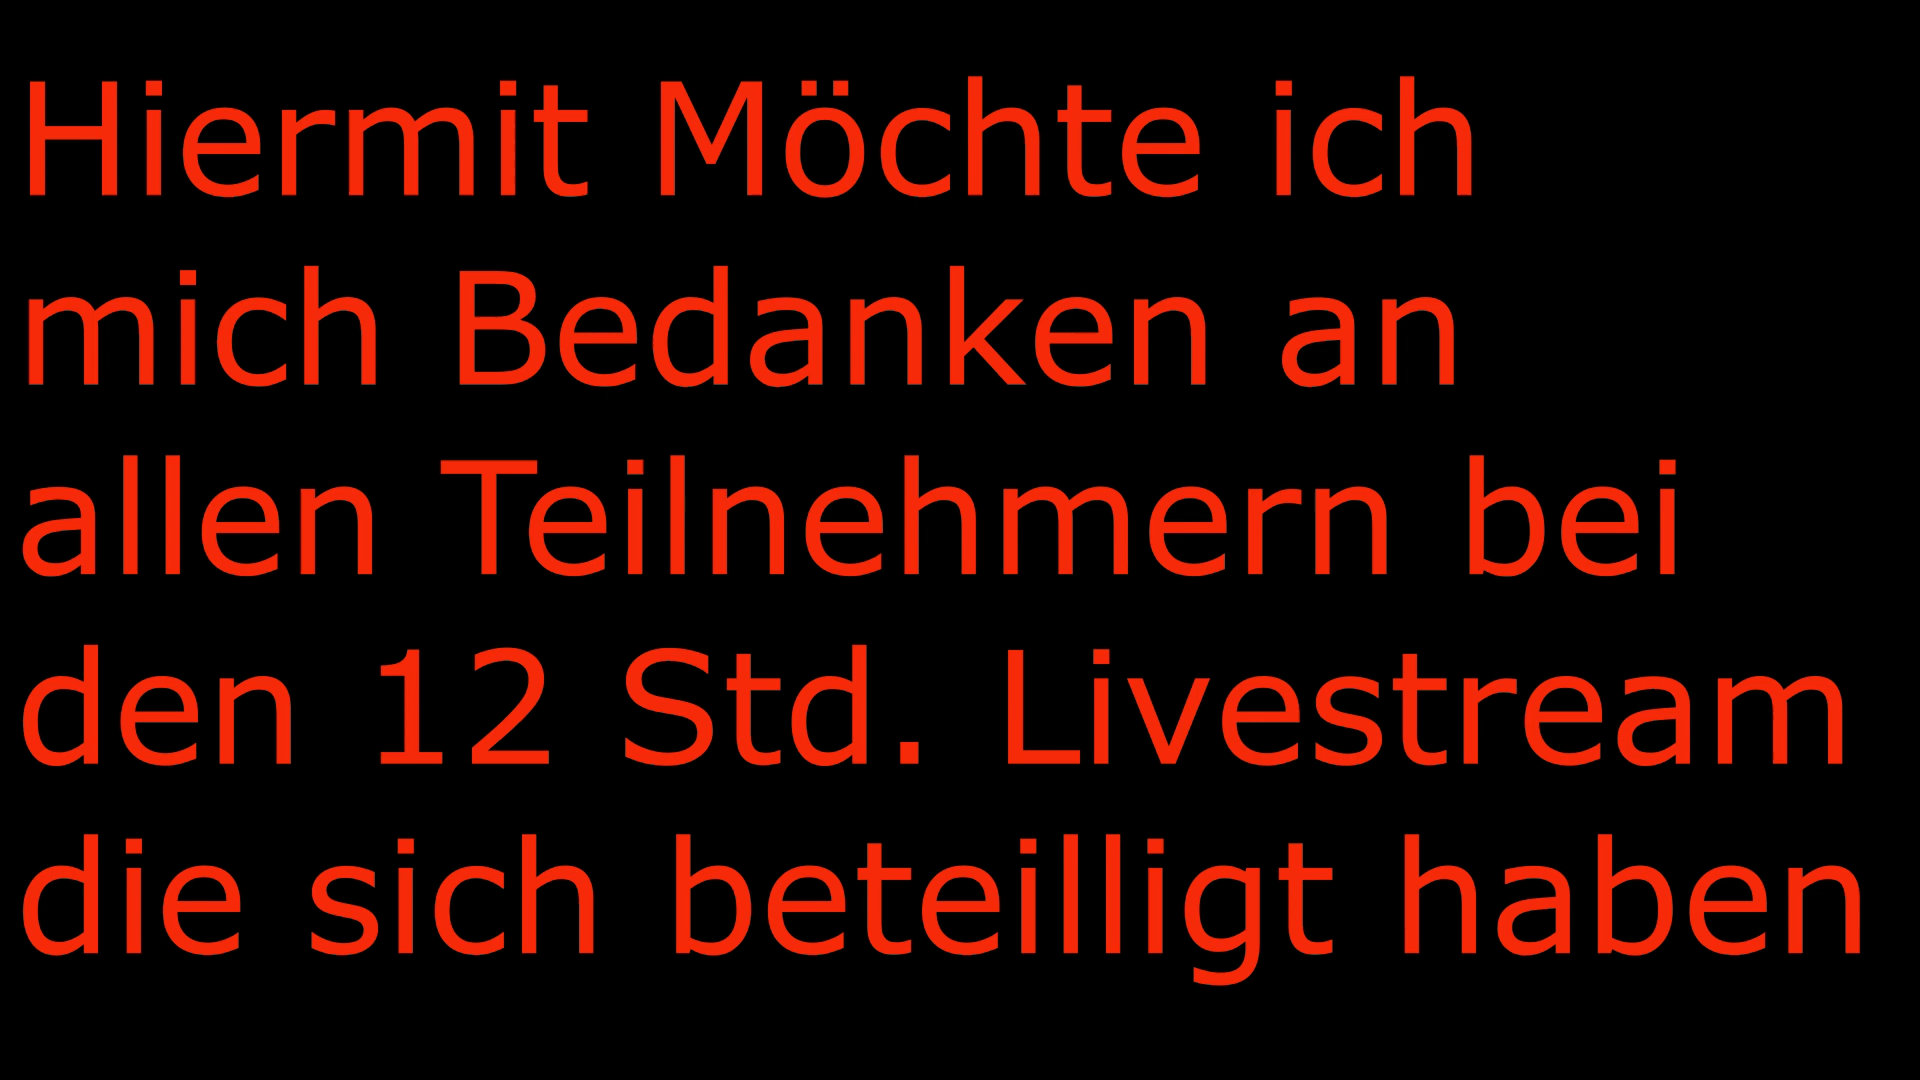 Hiermit Möchte ich
mich Bedanken an
allen Teilnehmern bei
den 12 Std. Livestream
die sich beteilligt haben